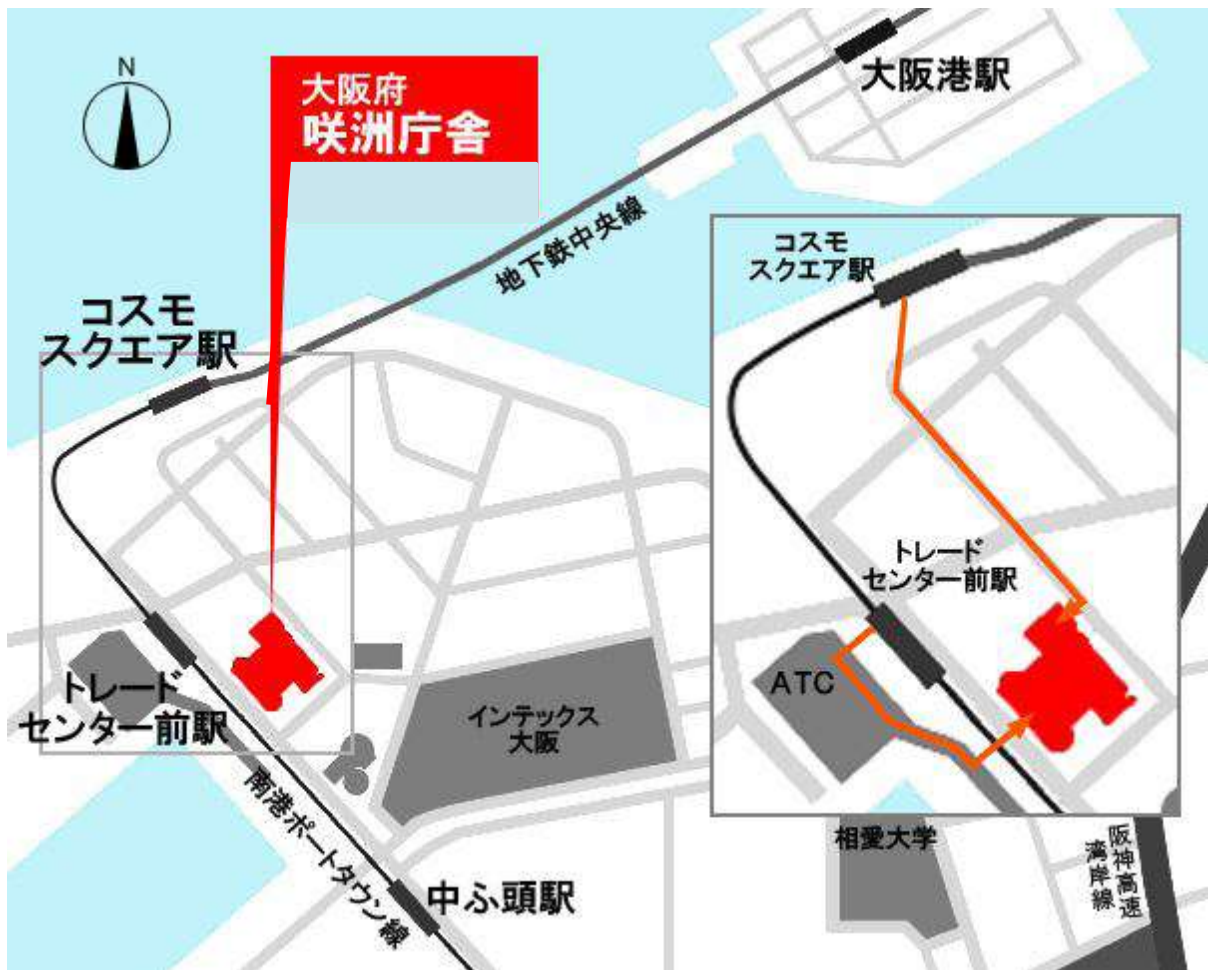 N
大阪府
咲洲庁舎
大阪港駅
地下鉄中央線
コスモ
スクエア駅
トレード
センター前駅
インテックス
大阪
南港ポートタウン線
中ふ頭駅
コスモ
スクエア駅
トレード
センター前駅
ATC
相愛大学
阪神高速
湾岸線